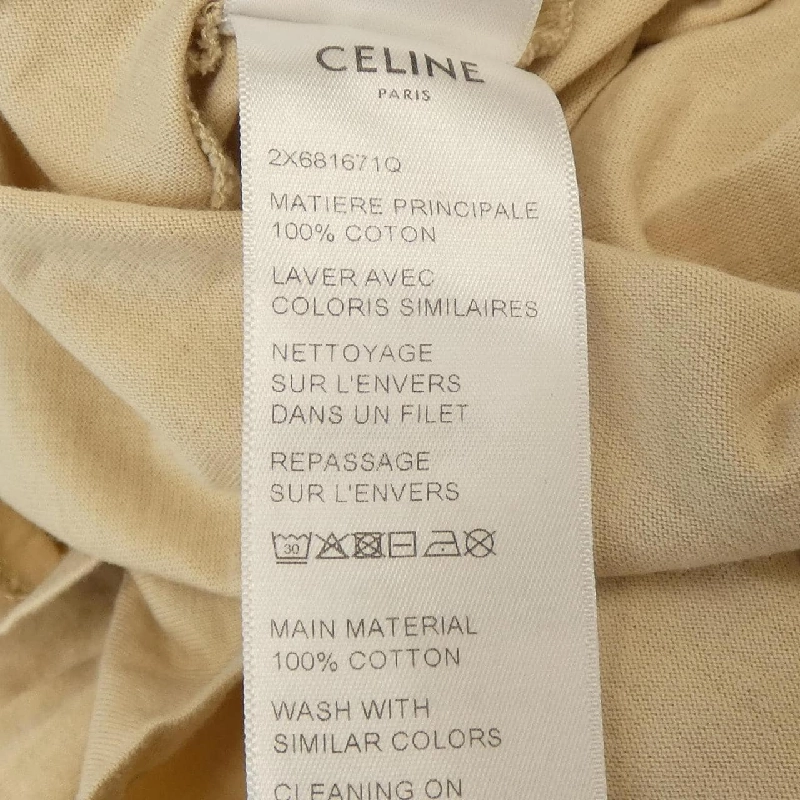 CELINE
PARIS
2X681671Q
MATIERE PRINCIPALE
100% COTON
LAVER AVEC
COLORIS SIMILAIRES
NETTOYAGE
SUR L'ENVERS
DANS UN FILET
REPASSAGE
SUR L'ENVERS
30
MAIN MATERIAL
100% COTTON
WASH WITH
SIMILAR COLORS
CLEANING ON